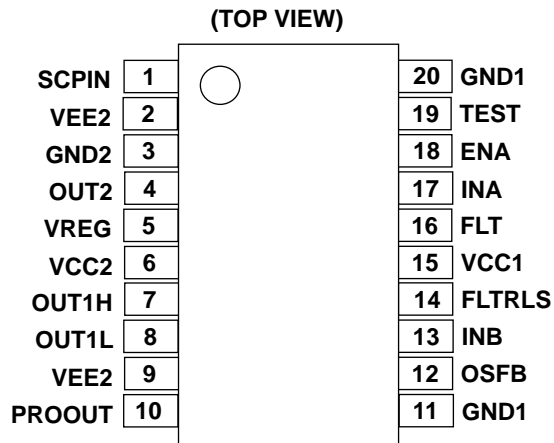 (TOP VIEW)
SCPIN 1 20 GND1
VEE2 2 19 TEST
GND2 3 18 ENA
OUT2 4 17 INA
VREG 5 16 FLT
VCC2 6 15 VCC1
OUT1H 7 14 FLTRLS
OUT1L 8 13 INB
VEE2 9 12 OSFB
PROOUT 10 11 GND1